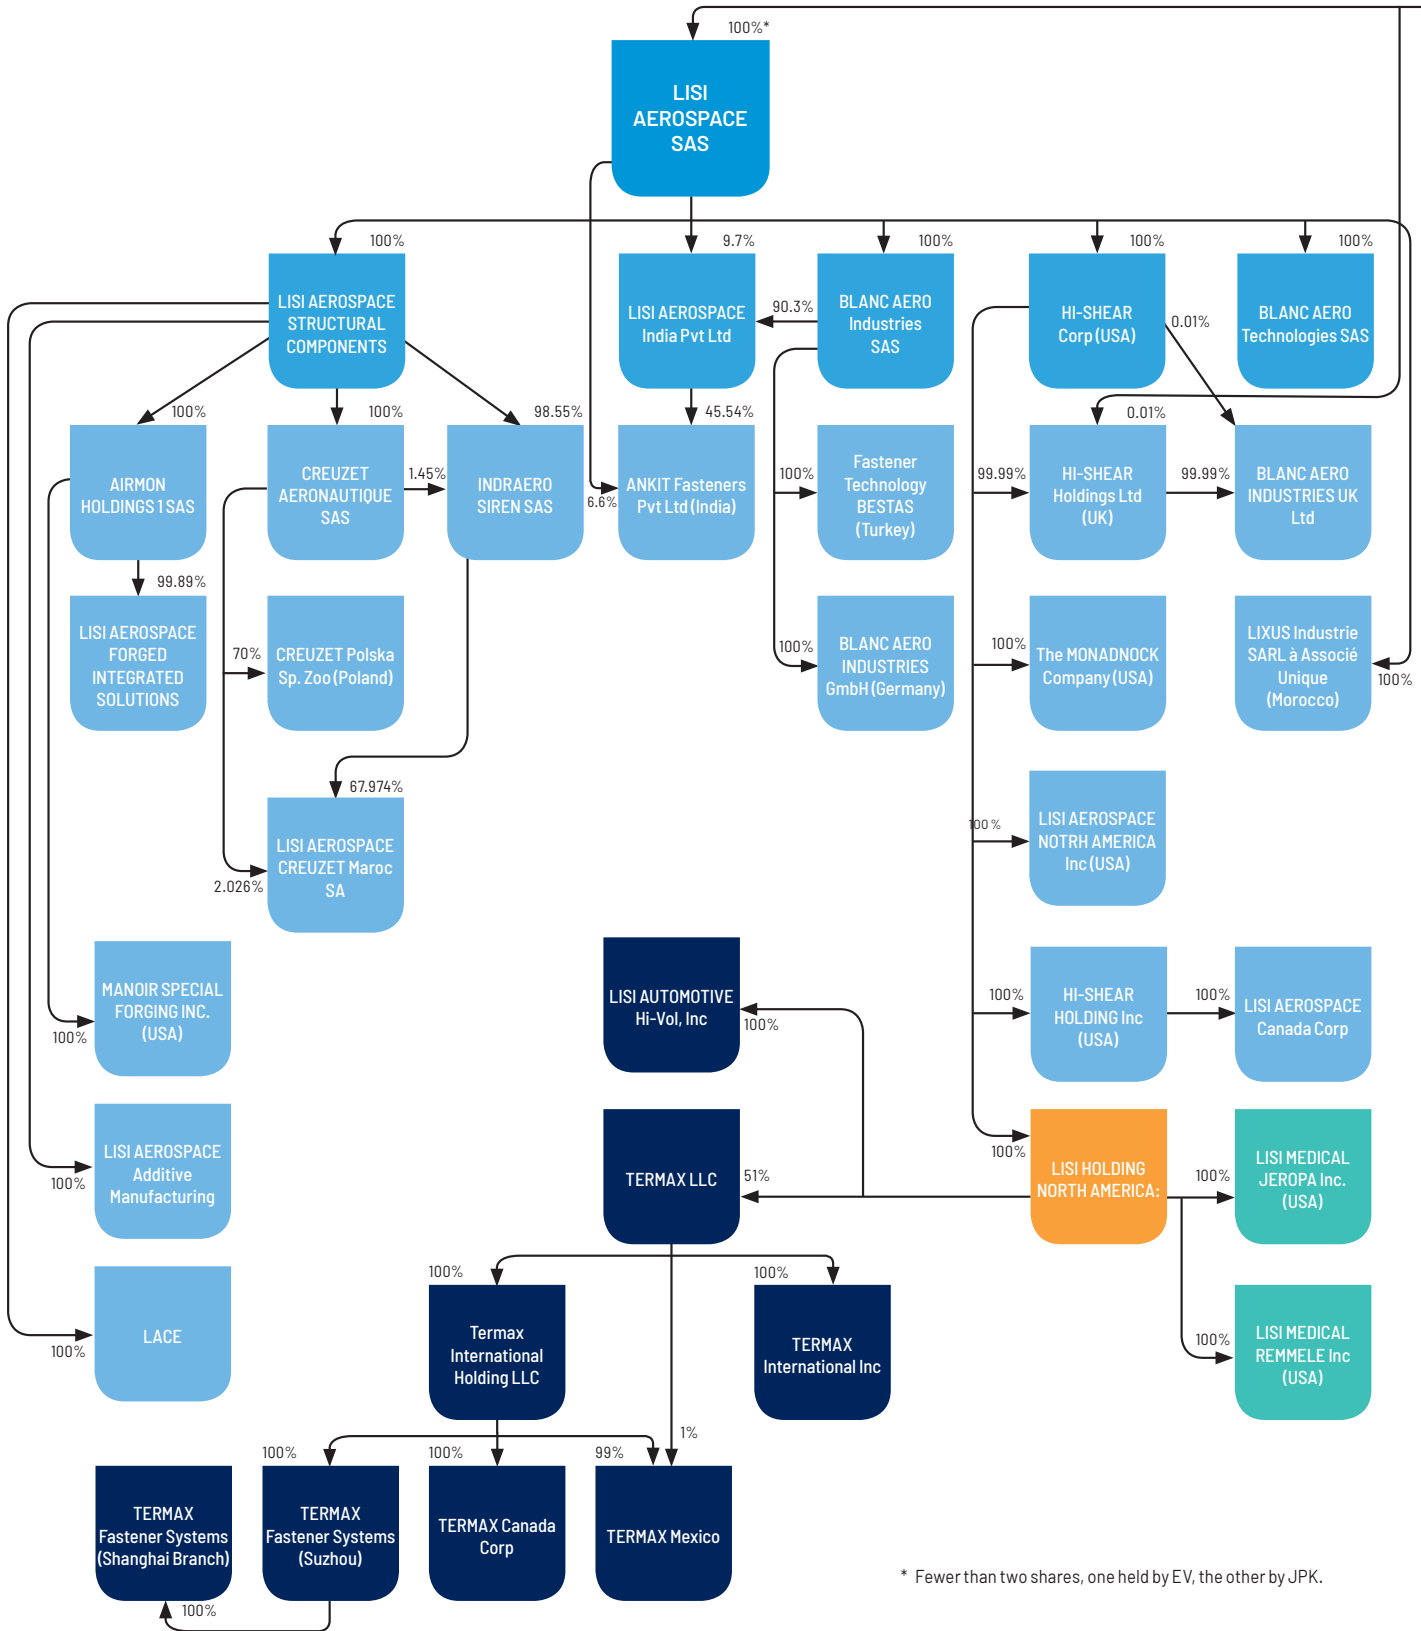 100%*
LISI
AEROSPACE
SAS
100%
9.7%
100%
100%
100%
LISI AEROSPACE
STRUCTURAL
COMPONENTS
LISI AEROSPACE
India Pvt Ltd
90.3%
BLANC AERO
Industries
SAS
HI-SHEAR
Corp (USA)
0.01%
BLANC AERO
Technologies SAS
100%
100%
98.55%
45.54%
0.01%
AIRMON
HOLDINGS 1 SAS
CREUZET
AERONAUTIQUE
SAS
1.45%
INDRAERO
SIREN SAS
6.6%
ANKIT Fasteners
Pvt Ltd (India)
100%
Fastener
Technology
BESTAS
(Turkey)
99.99%
HI-SHEAR
Holdings Ltd
(UK)
99.99%
BLANC AERO
INDUSTRIES UK
Ltd
99.89%
LISI AEROSPACE
FORGED
INTEGRATED
SOLUTIONS
70%
CREUZET Polska
Sp. Zoo (Poland)
100%
BLANC AERO
INDUSTRIES
GmbH (Germany)
100%
The MONADNOCK
Company (USA)
LIXUS Industrie
SARL à Associé
Unique
(Morocco)
100%
67.974%
LISI AEROSPACE
CREUZET Maroc
SA
2.026%
100 %
LISI AEROSPACE
NOTRH AMERICA
Inc (USA)
MANOIR SPECIAL
FORGING INC.
(USA)
100%
LISI AUTOMOTIVE
Hi-Vol, Inc
100%
100%
HI-SHEAR
HOLDING Inc
(USA)
100%
LISI AEROSPACE
Canada Corp
LISI AEROSPACE
Additive
Manufacturing
100%
TERMAX LLC
51%
100%
LISI HOLDING
NORTH AMERICA:
100%
LISI MEDICAL
JEROPA Inc.
(USA)
LACE
100%
100%
Termax
International
Holding LLC
100%
TERMAX
International Inc
100%
LISI MEDICAL
REMMELE Inc
(USA)
100%
100%
99%
1%
TERMAX
Fastener Systems
(Shanghai Branch)
TERMAX
Fastener Systems
(Suzhou)
TERMAX Canada
Corp
TERMAX Mexico
100%
* Fewer than two shares, one held by EV, the other by JPK.